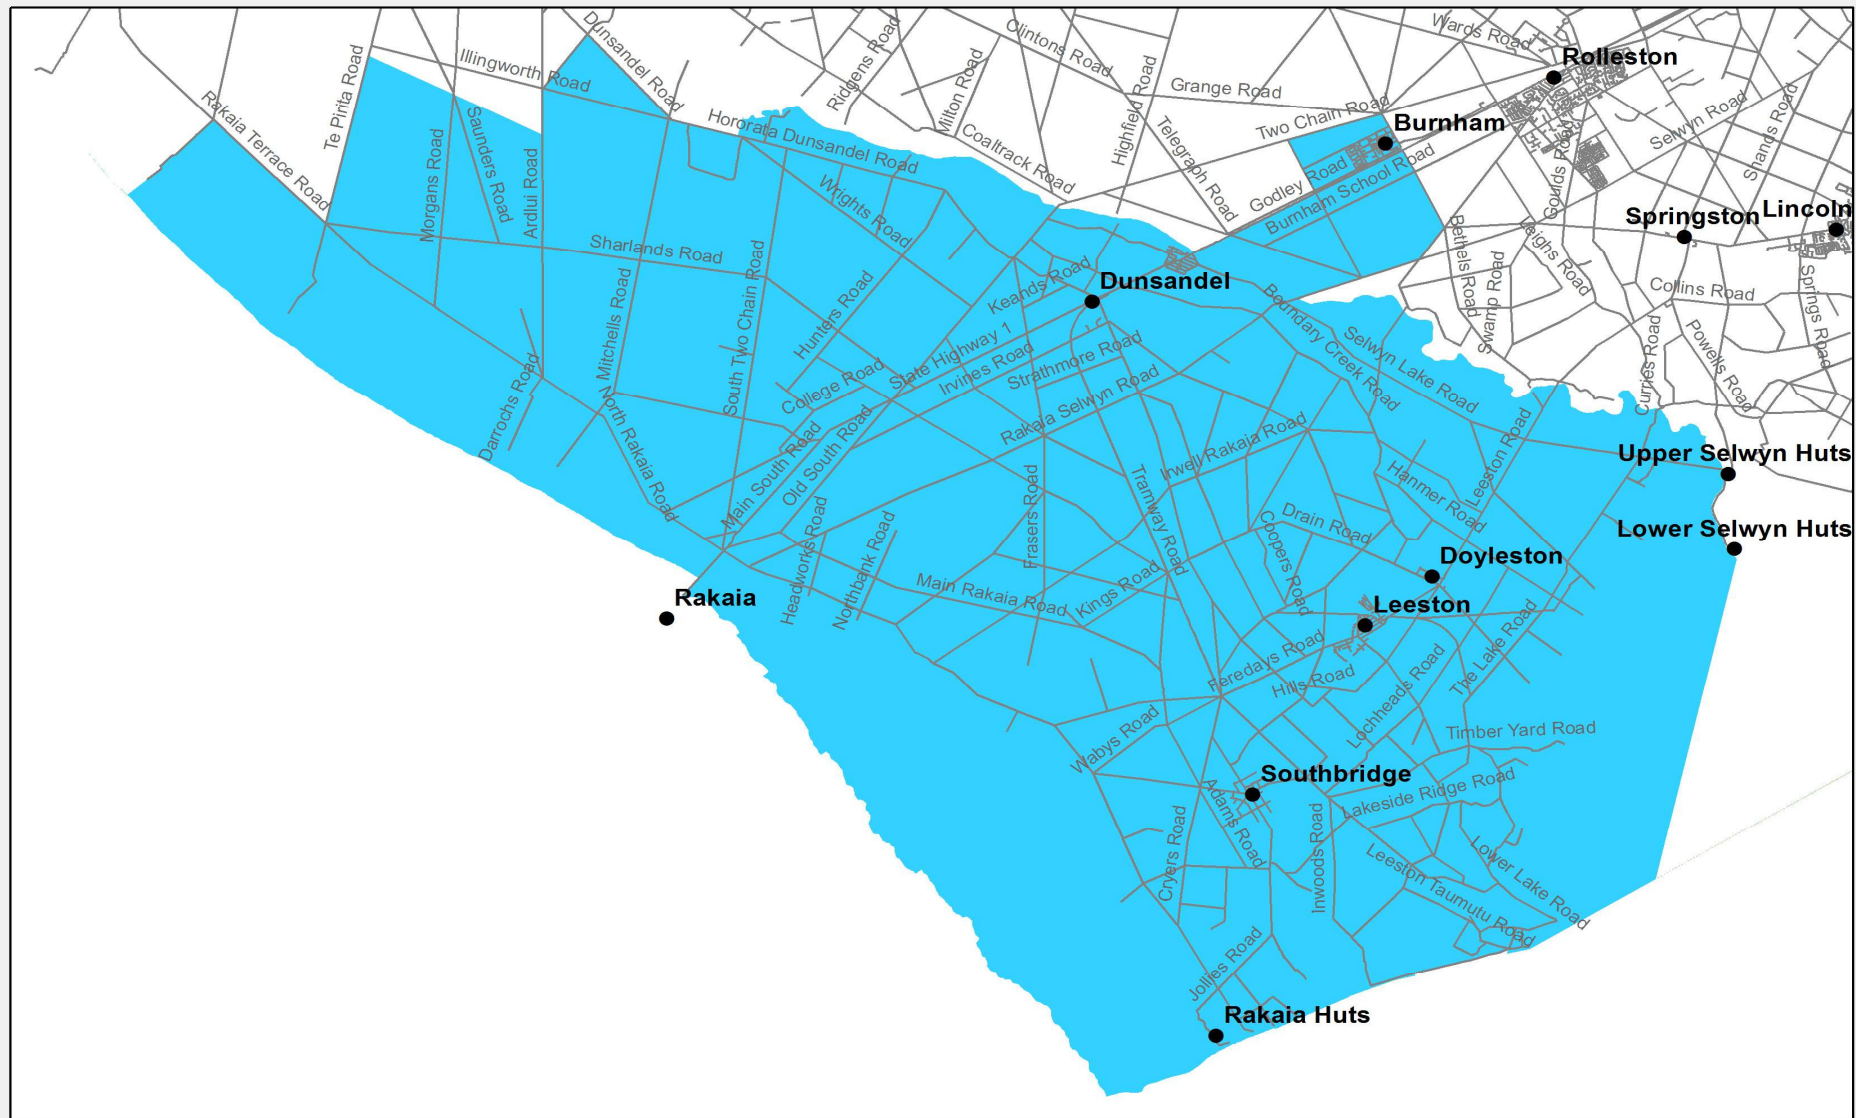 Wards Road
Rolleston
Clintons Road
Ridgens Road
Dunsandel Road
Illingworth Road
Te Pirita Road
Rakaia Terrace Road
Milton Road
Highfield Road
Grange Road
Two Chain Road
Burnham
Selwyn Road
Shands Road
Saunders Road
Morgans Road
Ardlui Road
Hororata Dunsandel Road
Coaltrack Road
Telegraph Road
Godley Road
Burnham School Road
Goulds Road
Springston
Lincoln
Wrights Road
Sharlands Road
Bethels Road
Leighs Road
Swamp Road
Collins Road
Springs Road
Keands Road
Dunsandel
Mitchells Road
South Two Chain Road
Hunters Road
Boundary Creek Road
Selwyn Lake Road
Curries Road
Powells Road
State Highway 1
Irvines Road
Strathmore Road
College Road
Rakaia Selwyn Road
Darrochs Road
North Rakaia Road
Main South Road
Old South Road
Irwell Rakaia Road
Leeston Road
Hanmer Road
Upper Selwyn Huts
Lower Selwyn Huts
Frasers Road
Tramway Road
Drain Road
Coopers Road
Headworks Road
Northbank Road
Main Rakaia Road
Kings Road
Doyleston
Leeston
Rakaia
Feredays Road
Hills Road
Lochheads Road
The Lake Road
Timber Yard Road
Wabys Road
Southbridge
Lakeside Ridge Road
Adams Road
Cryers Road
Inwoods Road
Leeston Taumutu Road
Lower Lake Road
Jollies Road
Rakaia Huts